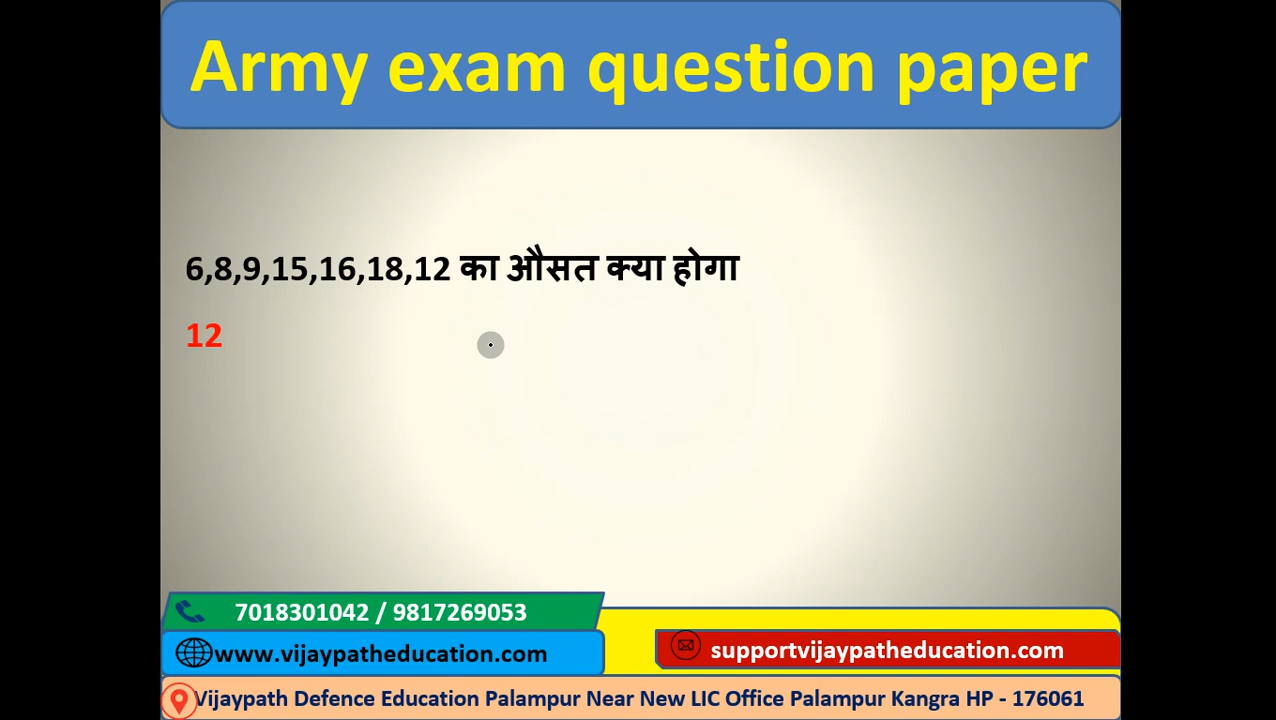 Army exam question paper
6,8,9,15,16,18,12 का औसत क्या होगा
12
7018301042 / 9817269053
www.vijaypatheducation.com
supportvijaypatheducation.com
Vijaypath Defence Education Palampur Near New LIC Office Palampur Kangra HP - 176061